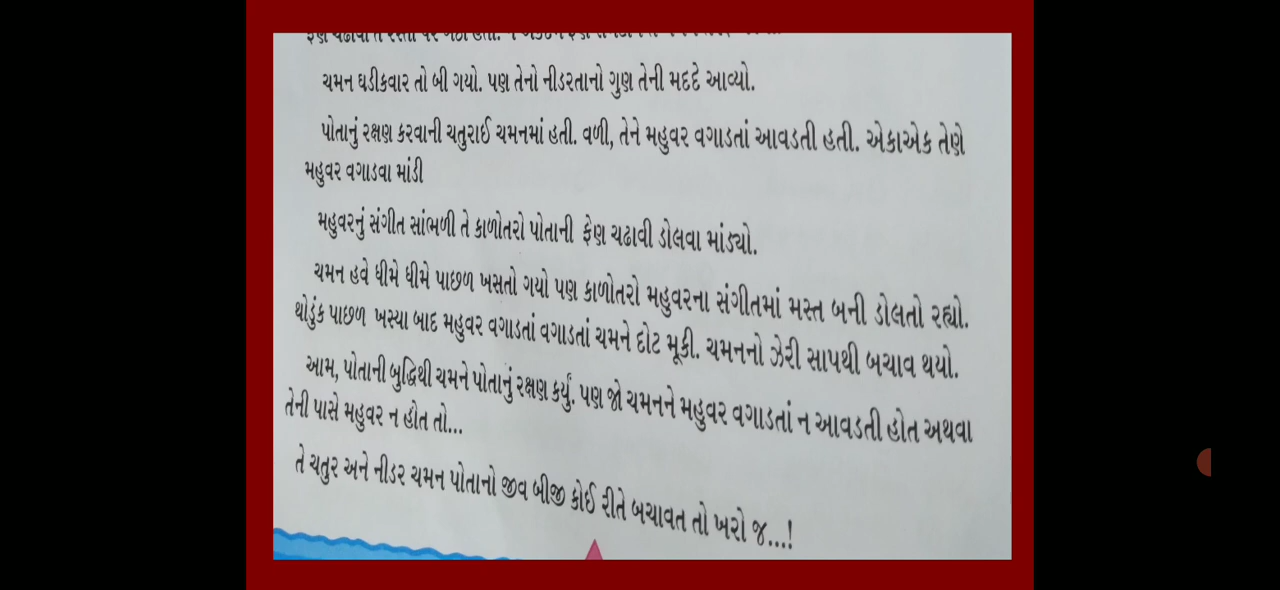 ચમન ઘડીકવાર તો બી ગયો. પણ તેનો નીડરતાનો ગુણ તેની મદદે આવ્યો.
પોતાનું રક્ષણ કરવાની ચતુરાઈ ચમનમાં હતી. વળી, તેને મહુવર વગાડતાં આવડતી હતી. એકાએક તેણે
મહુવર વગાડવા માંડી
મહુવરનું સંગીત સાંભળી તે કાળોતરો પોતાની ફેણ ચઢાવી ડોલવા માંડ્યો.
ચમન હવે ધીમે ધીમે પાછળ ખસતો ગયો પણ કાળોતરો મહુવરના સંગીતમાં મસ્ત બની ડોલતો રહ્યો.
થોડુંક પાછળ ખસ્યા બાદ મહુવર વગાડતાં વગાડતાં ચમને દોટ મૂકી. ચમનનો ઝેરી સાપથી બચાવ થયો.
આમ, પોતાની બુદ્ધિથી ચમને પોતાનું રક્ષણ કર્યું. પણ જો ચમનને મહુવર વગાડતાં ન આવડતી હોત અથવા
તેની પાસે મહુવર ન હોત તો...
તે ચતુર અને નીડર ચમન પોતાનો જીવ બીજી કોઈ રીતે બચાવત તો ખરો જ...!